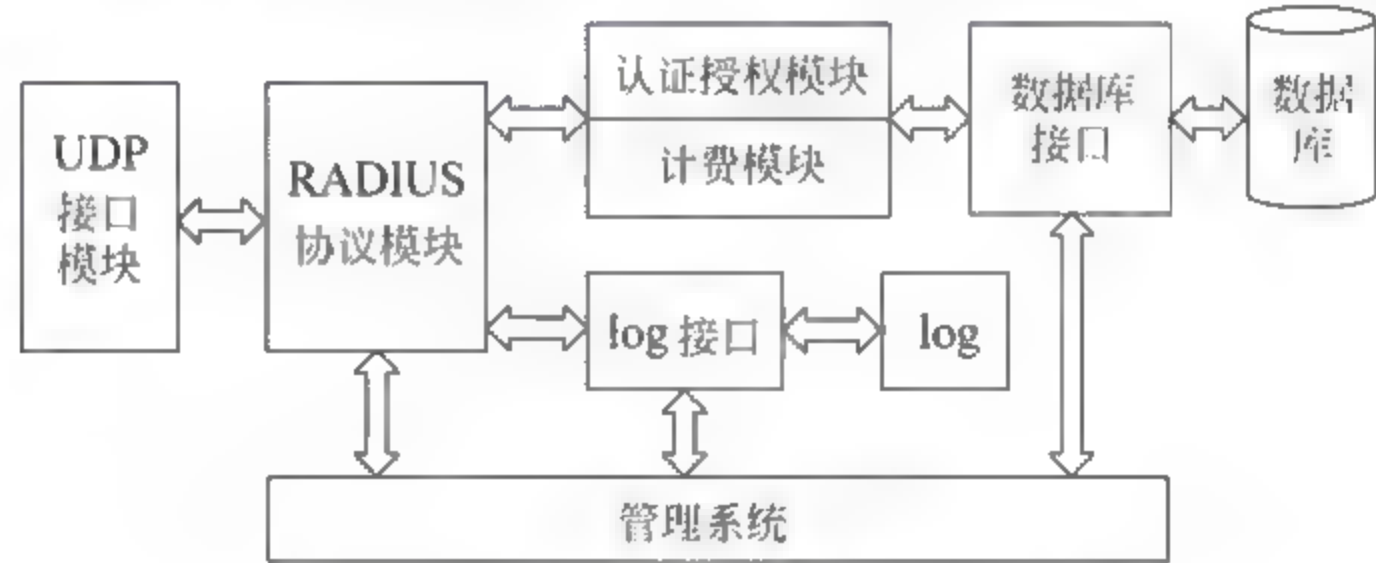 UDP
接口
模块
RADIUS
协议模块
认证授权模块
计费模块
数据库
接口
数据
库
log 接口
log
管理系统